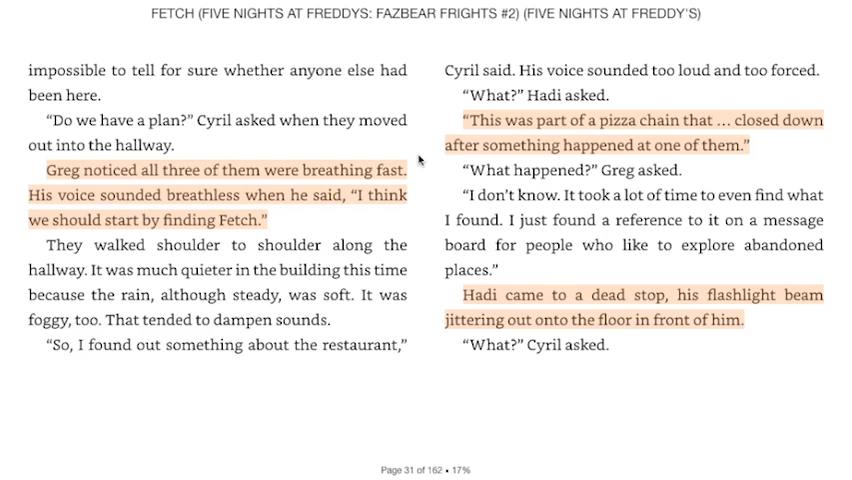 FETCH (FIVE NIGHTS AT FREDDYS: FAZBEAR FRIGHTS #2) (FIVE NIGHTS AT FREDDY'S)
impossible to tell for sure whether anyone else had
been here.
“Do we have a plan?” Cyril asked when they moved
out into the hallway.
Greg noticed all three of them were breathing fast.
His voice sounded breathless when he said, “I think
we should start by finding Fetch.”
They walked shoulder to shoulder along the
hallway. It was much quieter in the building this time
because the rain, although steady, was soft. It was
foggy, too. That tended to dampen sounds.
“So, I found out something about the restaurant,”
Cyril said. His voice sounded too loud and too forced.
“What?” Hadi asked.
“This was part of a pizza chain that … closed down
after something happened at one of them.”
“What happened?” Greg asked.
“I don’t know. It took a lot of time to even find what
I found. I just found a reference to it on a message
board for people who like to explore abandoned
places.”
Hadi came to a dead stop, his flashlight beam
jittering out onto the floor in front of him.
“What?” Cyril asked.
Page 31 of 162 • 17%